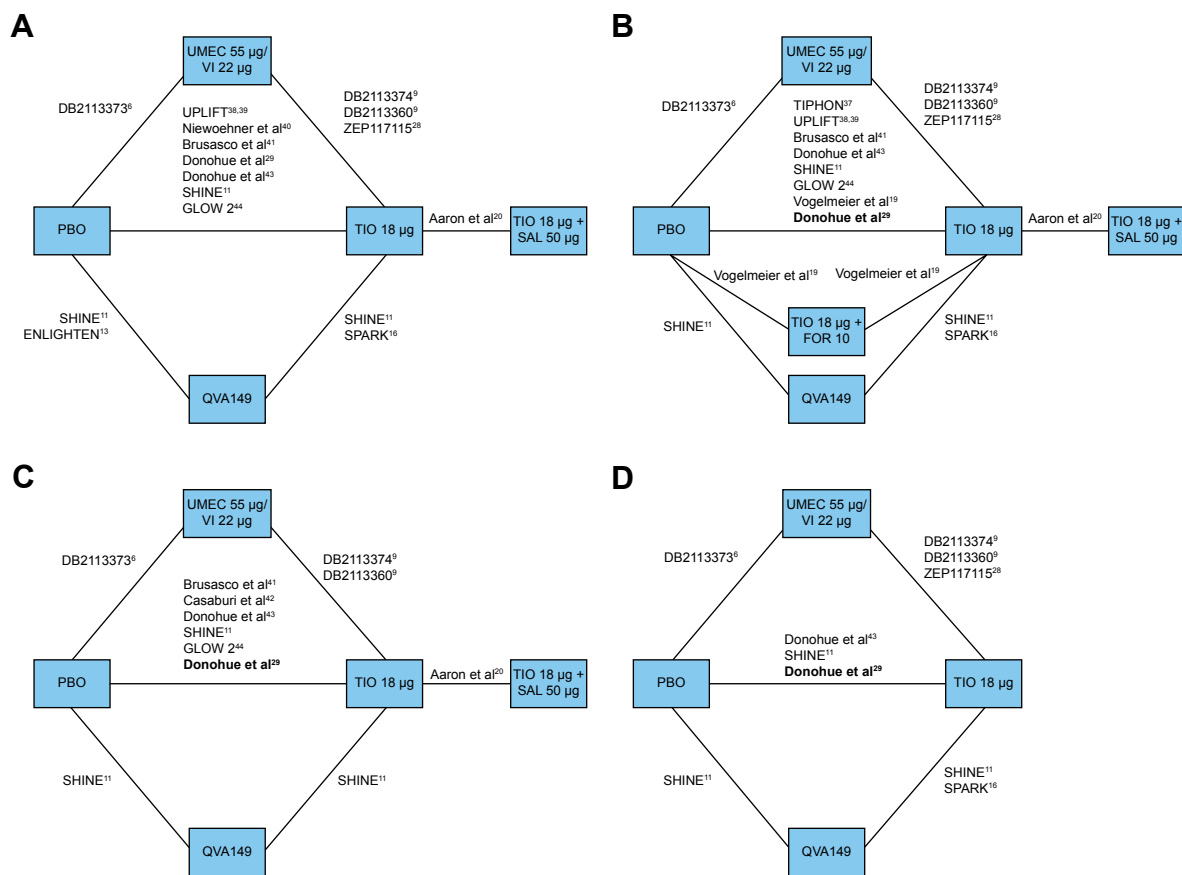 A
UMEC 55 µg/
VI 22 µg
DB2113373⁶
UPLIFT³⁸,³⁹
Niewoehner et al⁴⁰
Brusasco et al⁴¹
Donohue et al²⁹
Donohue et al⁴³
SHINE¹¹
GLOW 2⁴⁴
DB2113374⁹
DB2113360⁹
ZEP117115²⁸
PBO
TIO 18 µg
Aaron et al²⁰
TIO 18 µg +
SAL 50 µg
SHINE¹¹
ENLIGHTEN¹³
SHINE¹¹
SPARK¹⁶
QVA149
B
UMEC 55 µg/
VI 22 µg
DB2113373⁶
TIPHON³⁷
UPLIFT³⁸,³⁹
Brusasco et al⁴¹
Donohue et al⁴³
SHINE¹¹
GLOW 2⁴⁴
Vogelmeier et al¹⁹
Donohue et al²⁹
DB2113374⁹
DB2113360⁹
ZEP117115²⁸
PBO
TIO 18 µg
Aaron et al²⁰
TIO 18 µg +
SAL 50 µg
Vogelmeier et al¹⁹
Vogelmeier et al¹⁹
SHINE¹¹
TIO 18 µg +
FOR 10
SHINE¹¹
SPARK¹⁶
QVA149
C
UMEC 55 µg/
VI 22 µg
DB2113373⁶
Brusasco et al⁴¹
Casaburi et al⁴²
Donohue et al⁴³
SHINE¹¹
GLOW 2⁴⁴
Donohue et al²⁹
DB2113374⁹
DB2113360⁹
PBO
TIO 18 µg
Aaron et al²⁰
TIO 18 µg +
SAL 50 µg
SHINE¹¹
SHINE¹¹
QVA149
D
UMEC 55 µg/
VI 22 µg
DB2113373⁶
Donohue et al⁴³
SHINE¹¹
Donohue et al²⁹
DB2113374⁹
DB2113360⁹
ZEP117115²⁸
PBO
TIO 18 µg
SHINE¹¹
SHINE¹¹
SPARK¹⁶
QVA149